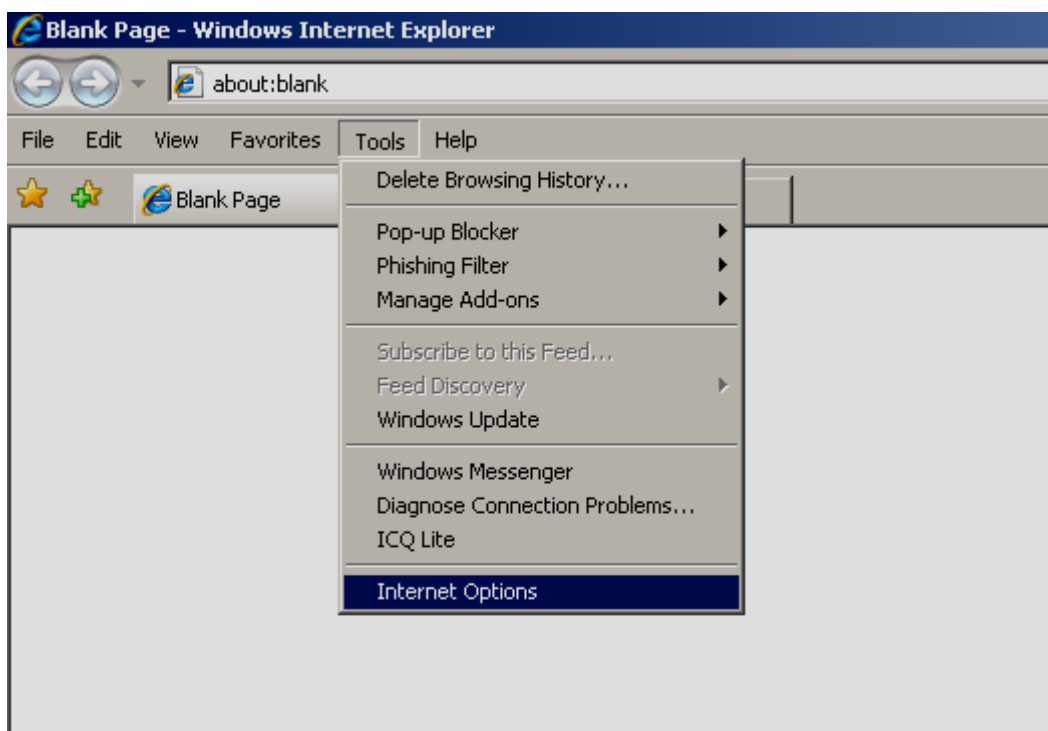 Blank Page - Windows Internet Explorer
about:blank
File Edit View Favorites Tools Help
Blank Page
Delete Browsing History...
Pop-up Blocker
Phishing Filter
Manage Add-ons
Subscribe to this Feed...
Feed Discovery
Windows Update
Windows Messenger
Diagnose Connection Problems...
ICQ Lite
Internet Options